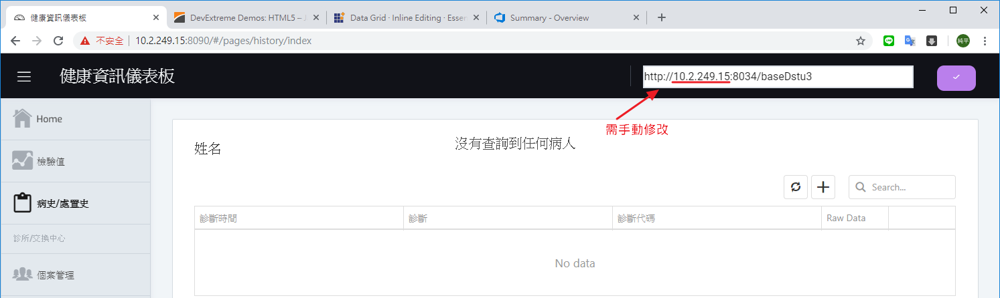 健康資訊儀表板
DevExtreme Demos: HTML5 – J
Data Grid · Inline Editing · Essen
Summary - Overview
不安全
10.2.249.15:8090/#/pages/history/index
純平
健康資訊儀表板
http://10.2.249.15:8034/baseDstu3
需手動修改
Home
檢驗值
病史/處置史
診所/交換中心
個案管理
姓名
沒有查詢到任何病人
Search...
診斷時間
診斷
診斷代碼
Raw Data
No data